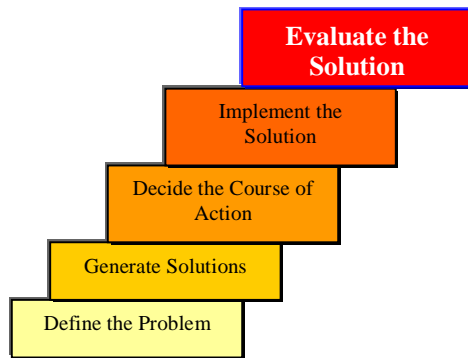 Evaluate the
Solution
Implement the
Solution
Decide the Course of
Action
Generate Solutions
Define the Problem